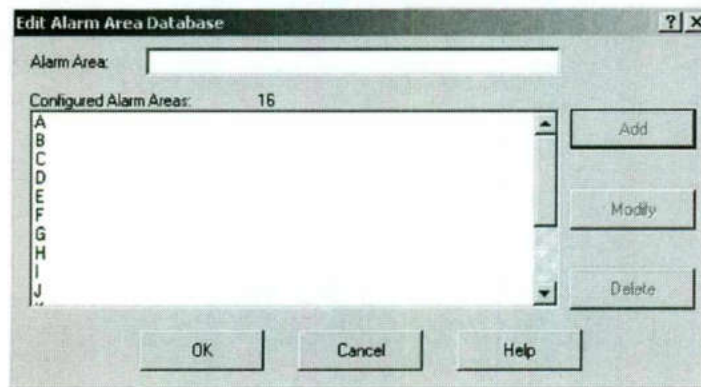 Edit Alarm Area Database ? X
Alarm Area:
Configured Alarm Areas: 16
A
B
C
D
E
F
G
H
I
J
Add
Modify
Delete
OK Cancel Help